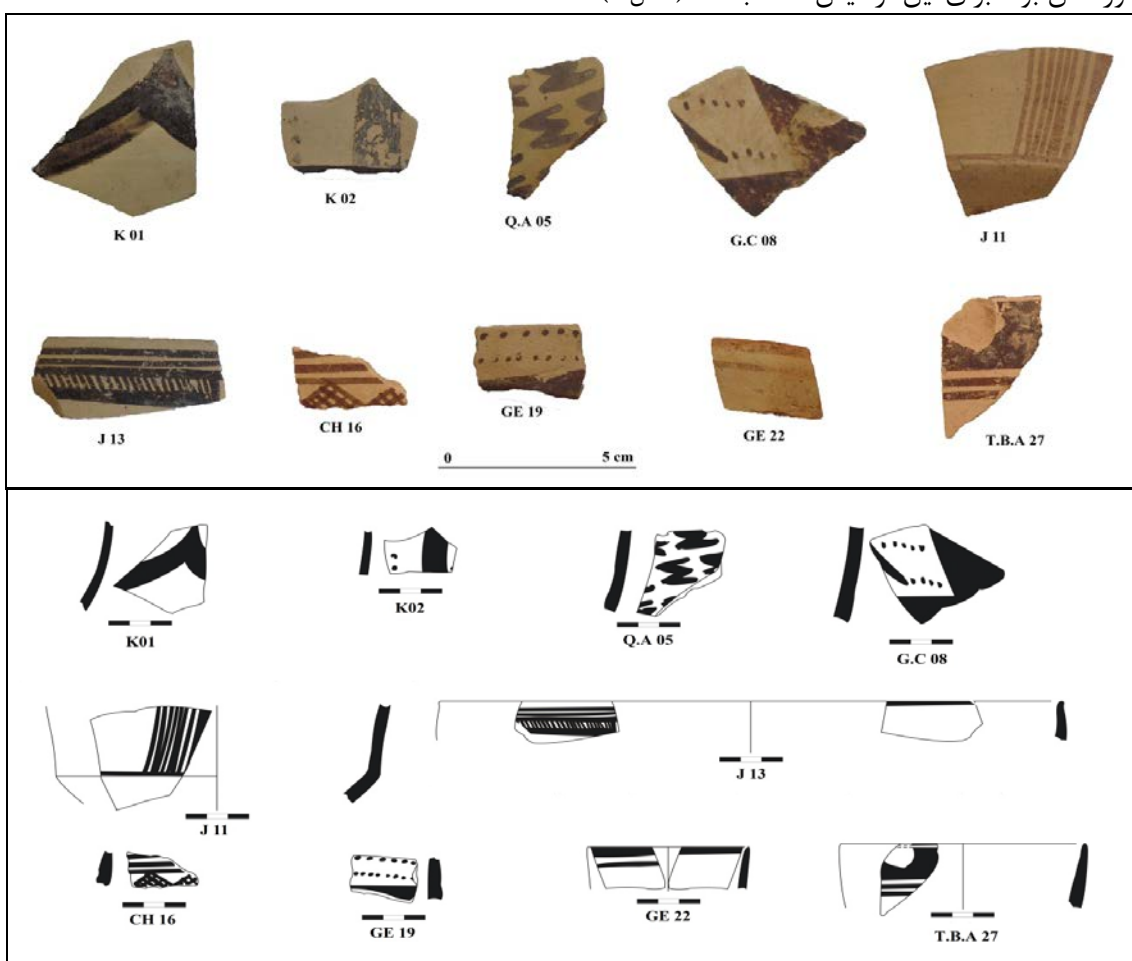 K 01
K 02
Q.A 05
G.C 08
J 11
J 13
CH 16
GE 19
GE 22
T.B.A 27
0 5 cm
K01
K02
Q.A 05
G.C 08
J 11
J 13
CH 16
GE 19
GE 22
T.B.A 27